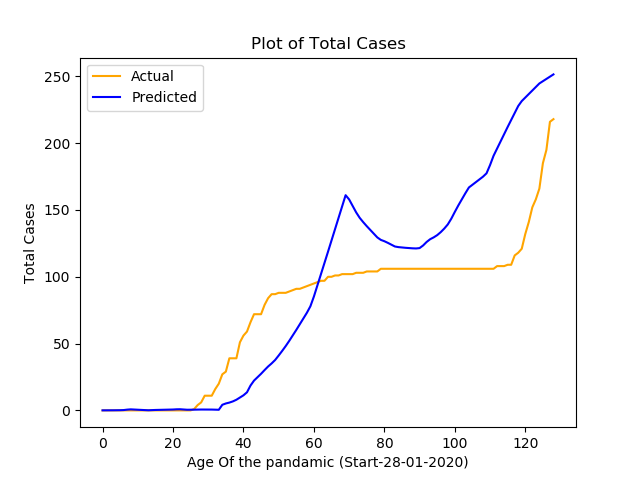 Plot of Total Cases
Actual
Predicted
250
200
150
100
50
0
Total Cases
0 20 40 60 80 100 120
Age Of the pandamic (Start-28-01-2020)